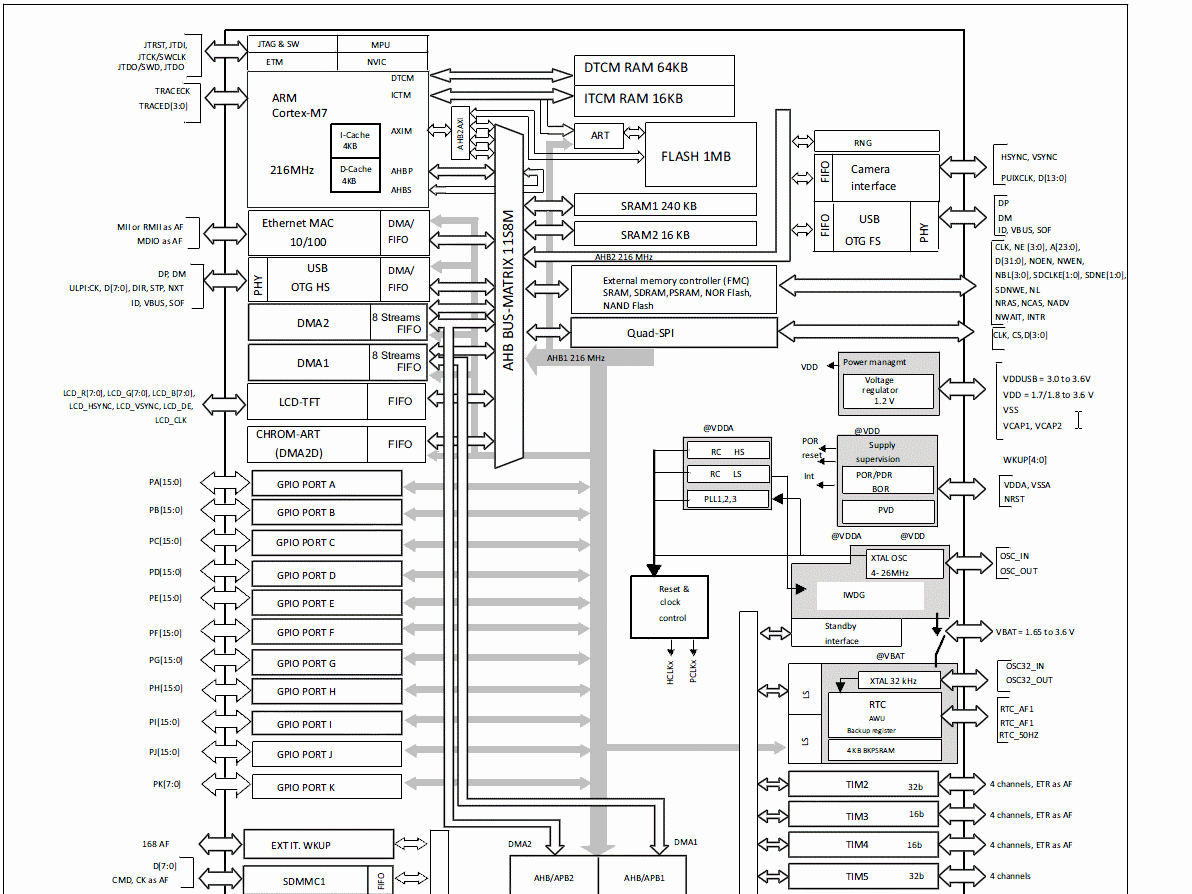 JTRST, JTDI,
JTCK/SWCLK
JTDO/SWD, JTDO
JTAG & SW
MPU
ETM
NVIC
TRACECK
TRACED[3:0]
ARM
Cortex-M7
216MHz
I-Cache
4KB
D-Cache
4KB
DTCM
ICTM
AXIM
AHBP
AHBS
AHB2AXI
DTCM RAM 64KB
ITCM RAM 16KB
ART
FLASH 1MB
SRAM1 240 KB
SRAM2 16 KB
AHB2 216 MHz
External memory controller (FMC)
SRAM, SDRAM,PSRAM, NOR Flash,
NAND Flash
Quad-SPI
AHB1 216 MHz
AHB BUS-MATRIX 11S8M
RNG
FIFO
Camera
interface
FIFO
USB
OTG FS
PHY
HSYNC, VSYNC
PUIXCLK, D[13:0]
DP
DM
ID, VBUS, SOF
CLK, NE [3:0], A[23:0],
D[31:0], NOEN, NWEN,
NBL[3:0], SDCLKE[1:0], SDNE[1:0],
SDNWE, NL
NRAS, NCAS, NADV
NWAIT, INTR
CLK, CS,D[3:0]
MII or RMII as AF
MDIO as AF
Ethernet MAC
10/100
DMA/
FIFO
DP, DM
ULPI:CK, D[7:0], DIR, STP, NXT
ID, VBUS, SOF
PHY
USB
OTG HS
DMA/
FIFO
DMA2
8 Streams
FIFO
DMA1
8 Streams
FIFO
LCD_R[7:0], LCD_G[7:0], LCD_B[7:0],
LCD_HSYNC, LCD_VSYNC, LCD_DE,
LCD_CLK
LCD-TFT
FIFO
CHROM-ART
(DMA2D)
FIFO
VDD
Power managmt
Voltage
regulator
1.2 V
VDDUSB = 3.0 to 3.6V
VDD = 1.7/1.8 to 3.6 V
VSS
VCAP1, VCAP2
@VDDA
RC HS
RC LS
PLL1,2,3
@VDD
POR
reset
Int
Supply
supervision
POR/PDR
BOR
PVD
WKUP[4:0]
VDDA, VSSA
NRST
@VDDA
@VDD
XTAL OSC
4- 26MHz
IWDG
OSC_IN
OSC_OUT
Reset &
clock
control
HCLKx
PCLKx
Standby
interface
VBAT = 1.65 to 3.6 V
@VBAT
LS
LS
XTAL 32 kHz
RTC
AWU
Backup register
4 KB BKPSRAM
OSC32_IN
OSC32_OUT
RTC_AF1
RTC_AF1
RTC_50HZ
PA[15:0]
GPIO PORT A
PB[15:0]
GPIO PORT B
PC[15:0]
GPIO PORT C
PD[15:0]
GPIO PORT D
PE[15:0]
GPIO PORT E
PF[15:0]
GPIO PORT F
PG[15:0]
GPIO PORT G
PH[15:0]
GPIO PORT H
PI[15:0]
GPIO PORT I
PJ[15:0]
GPIO PORT J
PK[7:0]
GPIO PORT K
TIM2
32b
4 channels, ETR as AF
TIM3
16b
4 channels, ETR as AF
TIM4
16b
4 channels, ETR as AF
TIM5
32b
4 channels
168 AF
EXT IT. WKUP
D[7:0]
CMD, CK as AF
SDMMC1
FIFO
DMA2
DMA1
AHB/APB2
AHB/APB1